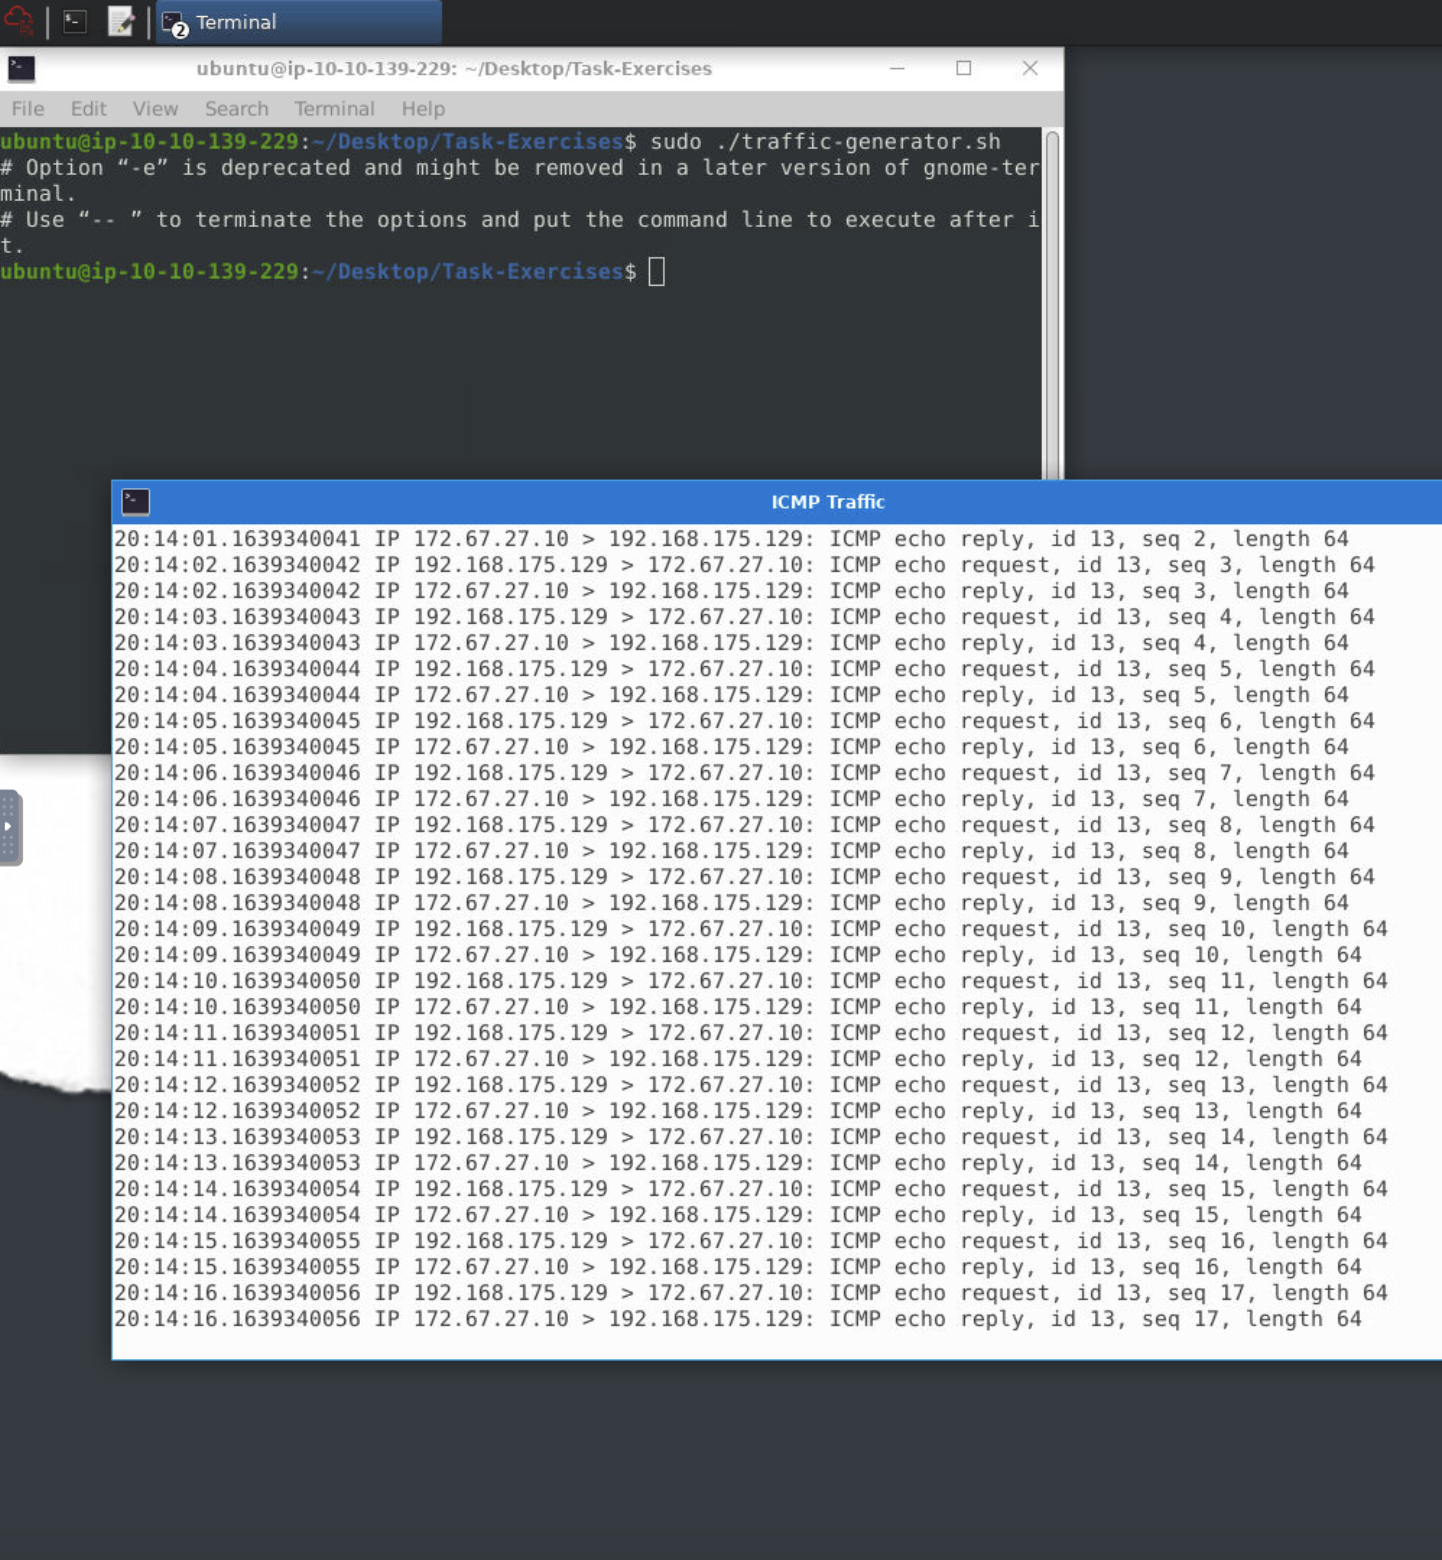 2 Terminal
ubuntu@ip-10-10-139-229: ~/Desktop/Task-Exercises
File Edit View Search Terminal Help
ubuntu@ip-10-10-139-229:~/Desktop/Task-Exercises$ sudo ./traffic-generator.sh
# Option “-e” is deprecated and might be removed in a later version of gnome-ter
minal.
# Use “-- ” to terminate the options and put the command line to execute after i
t.
ubuntu@ip-10-10-139-229:~/Desktop/Task-Exercises$
ICMP Traffic
20:14:01.1639340041 IP 172.67.27.10 > 192.168.175.129: ICMP echo reply, id 13, seq 2, length 64
20:14:02.1639340042 IP 192.168.175.129 > 172.67.27.10: ICMP echo request, id 13, seq 3, length 64
20:14:02.1639340042 IP 172.67.27.10 > 192.168.175.129: ICMP echo reply, id 13, seq 3, length 64
20:14:03.1639340043 IP 192.168.175.129 > 172.67.27.10: ICMP echo request, id 13, seq 4, length 64
20:14:03.1639340043 IP 172.67.27.10 > 192.168.175.129: ICMP echo reply, id 13, seq 4, length 64
20:14:04.1639340044 IP 192.168.175.129 > 172.67.27.10: ICMP echo request, id 13, seq 5, length 64
20:14:04.1639340044 IP 172.67.27.10 > 192.168.175.129: ICMP echo reply, id 13, seq 5, length 64
20:14:05.1639340045 IP 192.168.175.129 > 172.67.27.10: ICMP echo request, id 13, seq 6, length 64
20:14:05.1639340045 IP 172.67.27.10 > 192.168.175.129: ICMP echo reply, id 13, seq 6, length 64
20:14:06.1639340046 IP 192.168.175.129 > 172.67.27.10: ICMP echo request, id 13, seq 7, length 64
20:14:06.1639340046 IP 172.67.27.10 > 192.168.175.129: ICMP echo reply, id 13, seq 7, length 64
20:14:07.1639340047 IP 192.168.175.129 > 172.67.27.10: ICMP echo request, id 13, seq 8, length 64
20:14:07.1639340047 IP 172.67.27.10 > 192.168.175.129: ICMP echo reply, id 13, seq 8, length 64
20:14:08.1639340048 IP 192.168.175.129 > 172.67.27.10: ICMP echo request, id 13, seq 9, length 64
20:14:08.1639340048 IP 172.67.27.10 > 192.168.175.129: ICMP echo reply, id 13, seq 9, length 64
20:14:09.1639340049 IP 192.168.175.129 > 172.67.27.10: ICMP echo request, id 13, seq 10, length 64
20:14:09.1639340049 IP 172.67.27.10 > 192.168.175.129: ICMP echo reply, id 13, seq 10, length 64
20:14:10.1639340050 IP 192.168.175.129 > 172.67.27.10: ICMP echo request, id 13, seq 11, length 64
20:14:10.1639340050 IP 172.67.27.10 > 192.168.175.129: ICMP echo reply, id 13, seq 11, length 64
20:14:11.1639340051 IP 192.168.175.129 > 172.67.27.10: ICMP echo request, id 13, seq 12, length 64
20:14:11.1639340051 IP 172.67.27.10 > 192.168.175.129: ICMP echo reply, id 13, seq 12, length 64
20:14:12.1639340052 IP 192.168.175.129 > 172.67.27.10: ICMP echo request, id 13, seq 13, length 64
20:14:12.1639340052 IP 172.67.27.10 > 192.168.175.129: ICMP echo reply, id 13, seq 13, length 64
20:14:13.1639340053 IP 192.168.175.129 > 172.67.27.10: ICMP echo request, id 13, seq 14, length 64
20:14:13.1639340053 IP 172.67.27.10 > 192.168.175.129: ICMP echo reply, id 13, seq 14, length 64
20:14:14.1639340054 IP 192.168.175.129 > 172.67.27.10: ICMP echo request, id 13, seq 15, length 64
20:14:14.1639340054 IP 172.67.27.10 > 192.168.175.129: ICMP echo reply, id 13, seq 15, length 64
20:14:15.1639340055 IP 192.168.175.129 > 172.67.27.10: ICMP echo request, id 13, seq 16, length 64
20:14:15.1639340055 IP 172.67.27.10 > 192.168.175.129: ICMP echo reply, id 13, seq 16, length 64
20:14:16.1639340056 IP 192.168.175.129 > 172.67.27.10: ICMP echo request, id 13, seq 17, length 64
20:14:16.1639340056 IP 172.67.27.10 > 192.168.175.129: ICMP echo reply, id 13, seq 17, length 64